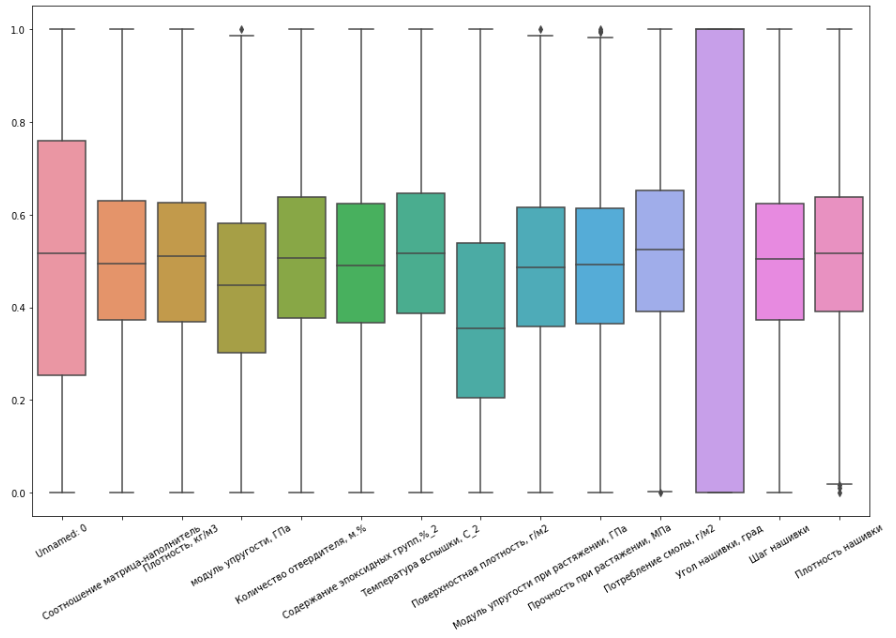 1.0
0.8
0.6
0.4
0.2
0.0
Unnamed: 0
Соотношение матрица-наполнитель
Плотность, кг/м3
модуль упругости, ГПа
Количество отвердителя, м.%
Содержание эпоксидных групп,%_2
Температура вспышки, С_2
Поверхностная плотность, г/м2
Модуль упругости при растяжении, ГПа
Прочность при растяжении, МПа
Потребление смолы, г/м2
Угол нашивки, град
Шаг нашивки
Плотность нашивки